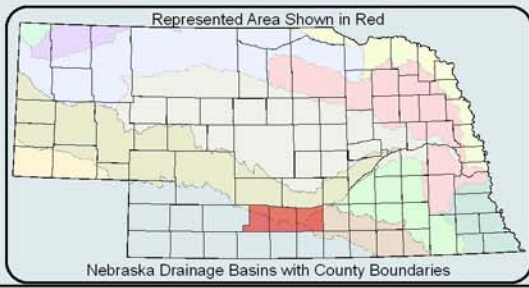 Represented Area Shown in Red
Nebraska Drainage Basins with County Boundaries